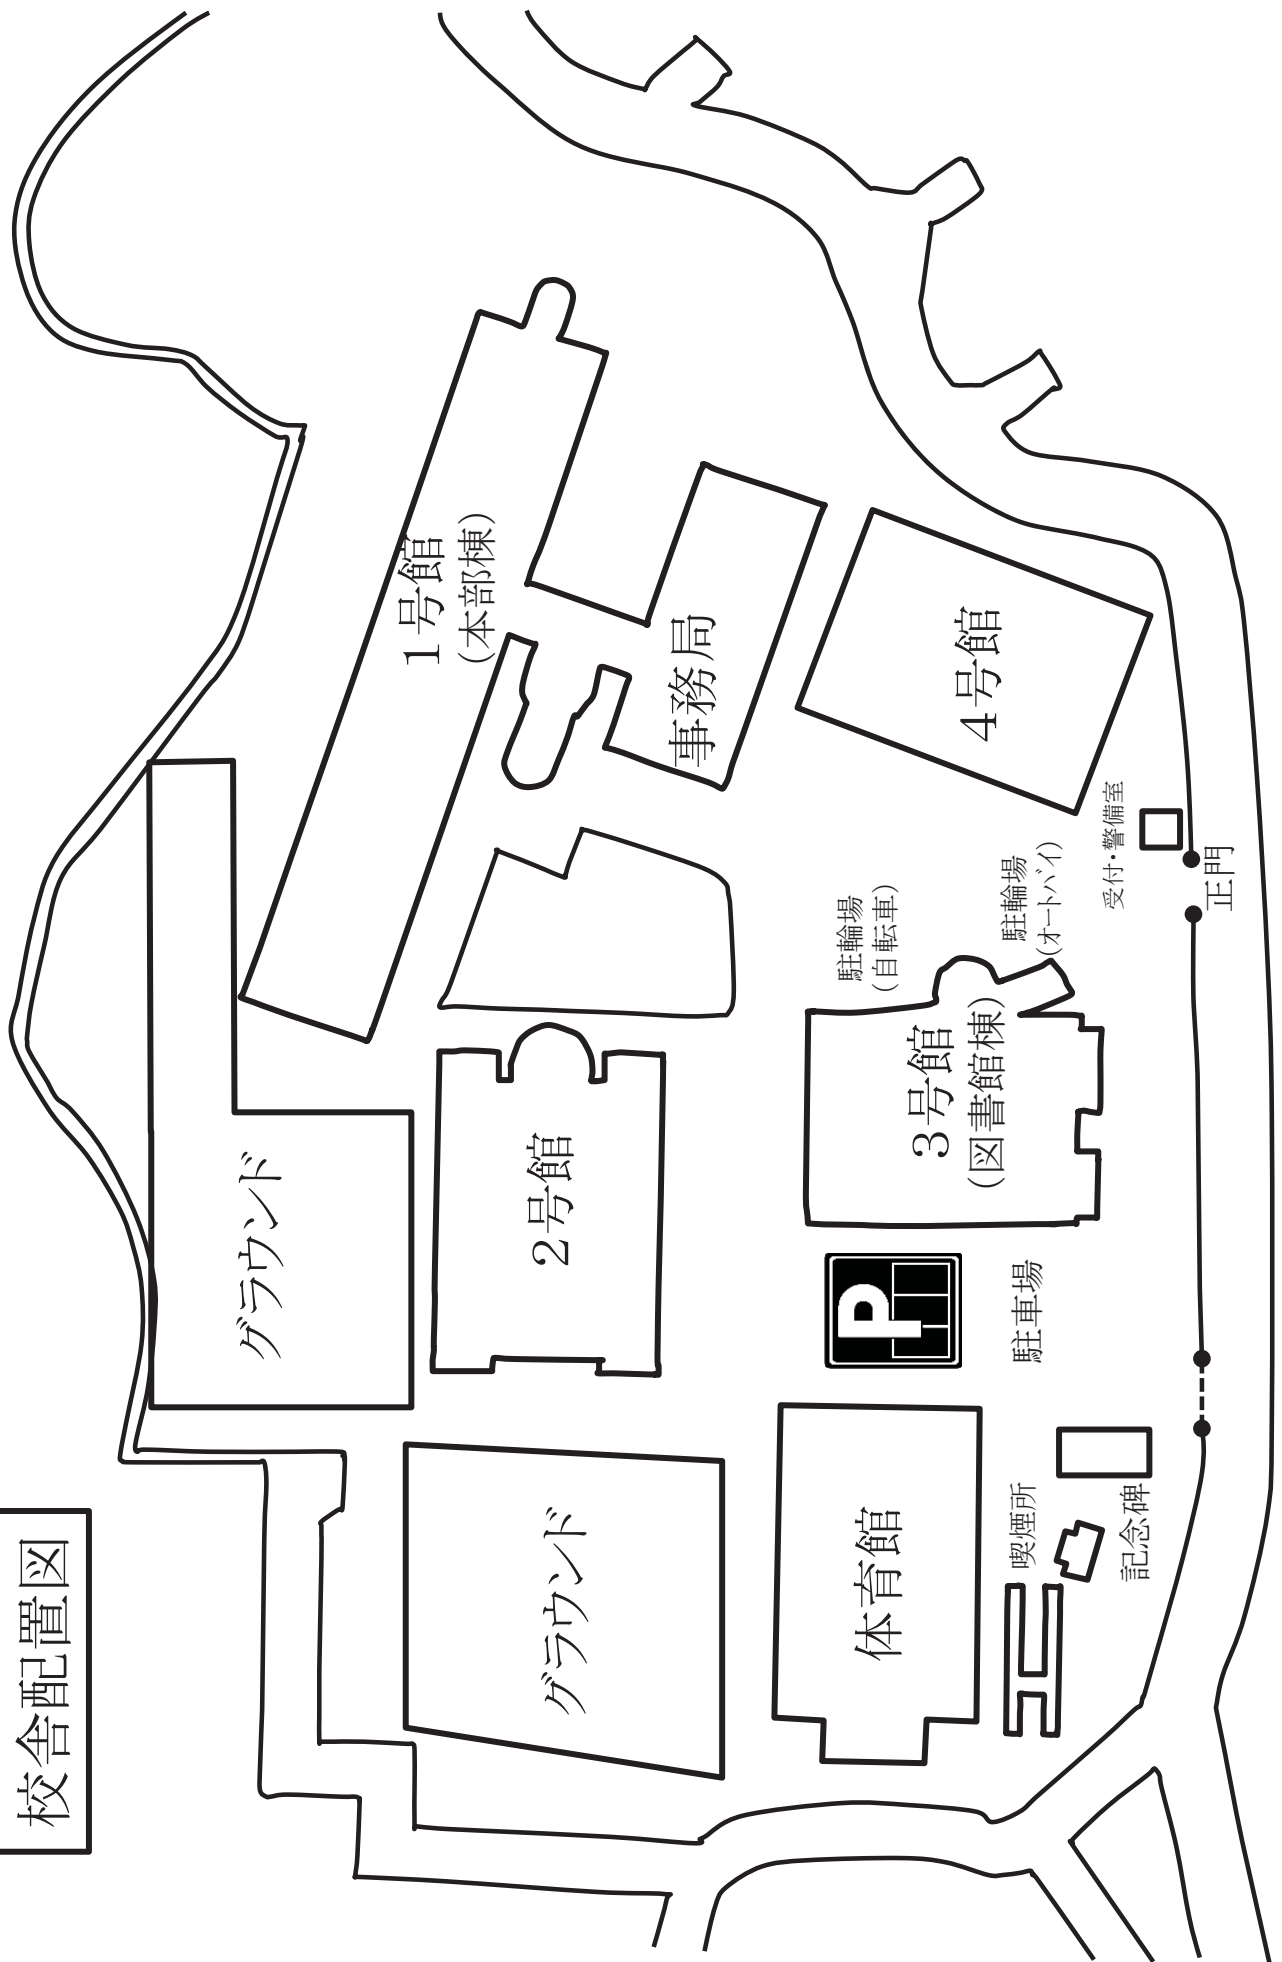 校舎配置図
グラウンド
グラウンド
1号館
(本部棟)
2号館
事務局
体育館
P
3号館
(図書館棟)
4号館
駐輪場
(自転車)
駐輪場
(オートバイ)
駐車場
喫煙所
記念碑
受付・警備室
正門